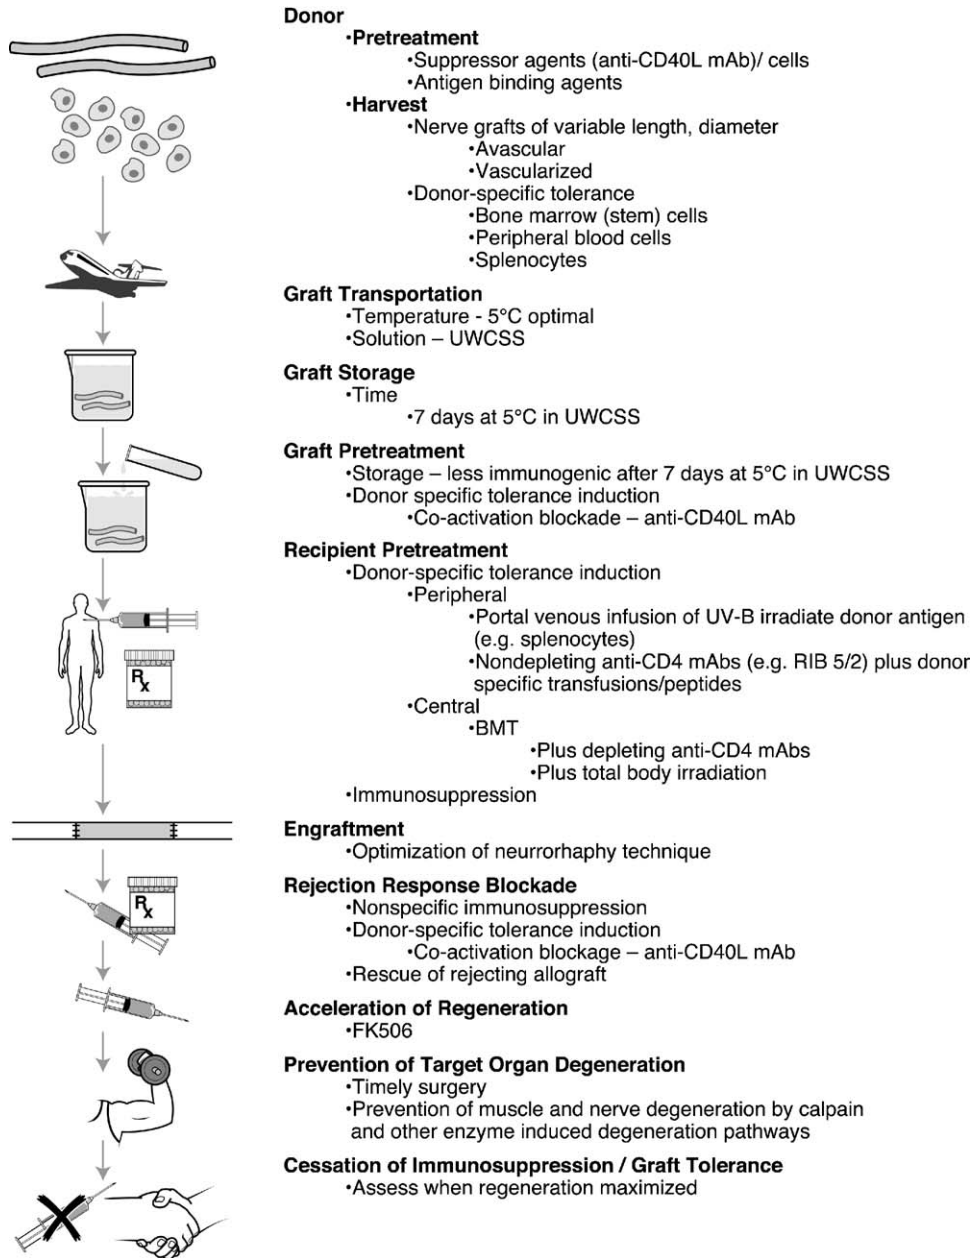 Donor
•Pretreatment
•Suppressor agents (anti-CD40L mAb)/ cells
•Antigen binding agents
•Harvest
•Nerve grafts of variable length, diameter
•Avascular
•Vascularized
•Donor-specific tolerance
•Bone marrow (stem) cells
•Peripheral blood cells
•Splenocytes
Graft Transportation
•Temperature - 5°C optimal
•Solution – UWCSS
Graft Storage
•Time
•7 days at 5°C in UWCSS
Graft Pretreatment
•Storage – less immunogenic after 7 days at 5°C in UWCSS
•Donor specific tolerance induction
•Co-activation blockade – anti-CD40L mAb
Recipient Pretreatment
•Donor-specific tolerance induction
•Peripheral
•Portal venous infusion of UV-B irradiate donor antigen
(e.g. splenocytes)
•Nondepleting anti-CD4 mAbs (e.g. RIB 5/2) plus donor
specific transfusions/peptides
Rx
•Central
•BMT
•Plus depleting anti-CD4 mAbs
•Plus total body irradiation
•Immunosuppression
Engraftment
•Optimization of neurrorhaphy technique
Rejection Response Blockade
Rx
•Nonspecific immunosuppression
•Donor-specific tolerance induction
•Co-activation blockage – anti-CD40L mAb
•Rescue of rejecting allograft
Acceleration of Regeneration
•FK506
Prevention of Target Organ Degeneration
•Timely surgery
•Prevention of muscle and nerve degeneration by calpain
and other enzyme induced degeneration pathways
Cessation of Immunosuppression / Graft Tolerance
•Assess when regeneration maximized